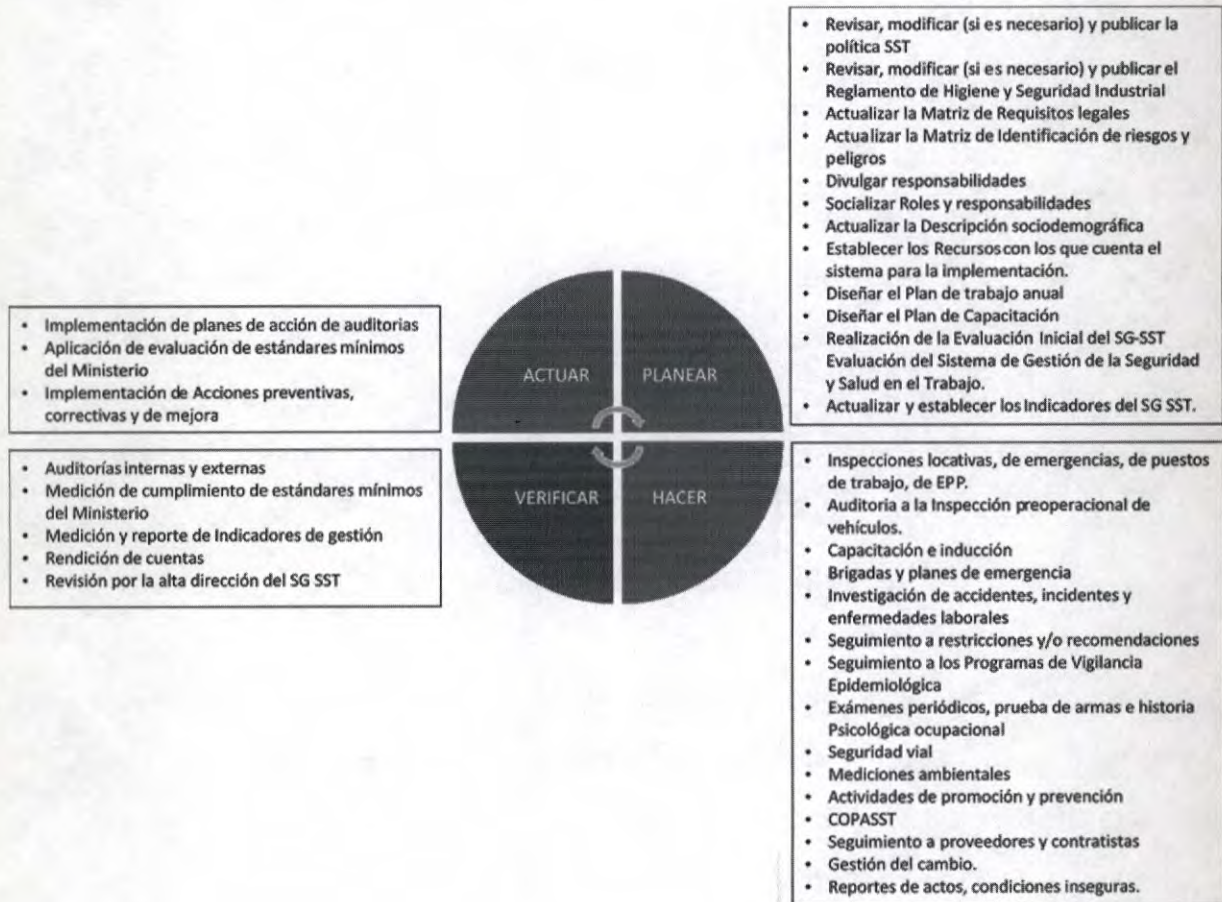 • Revisar, modificar (si es necesario) y publicar la
política SST
• Revisar, modificar (si es necesario) y publicar el
Reglamento de Higiene y Seguridad Industrial
• Actualizar la Matriz de Requisitos legales
• Actualizar la Matriz de Identificación de riesgos y
peligros
• Divulgar responsabilidades
• Socializar Roles y responsabilidades
• Actualizar la Descripción sociodemográfica
• Establecer los Recursos con los que cuenta el
sistema para la implementación.
• Diseñar el Plan de trabajo anual
• Diseñar el Plan de Capacitación
• Realización de la Evaluación Inicial del SG-SST
Evaluación del Sistema de Gestión de la Seguridad
y Salud en el Trabajo.
• Actualizar y establecer los Indicadores del SG SST.
• Implementación de planes de acción de auditorias
• Aplicación de evaluación de estándares mínimos
del Ministerio
• Implementación de Acciones preventivas,
correctivas y de mejora
ACTUAR
PLANEAR
VERIFICAR
HACER
• Auditorías internas y externas
• Medición de cumplimiento de estándares mínimos
del Ministerio
• Medición y reporte de Indicadores de gestión
• Rendición de cuentas
• Revisión por la alta dirección del SG SST
• Inspecciones locativas, de emergencias, de puestos
de trabajo, de EPP.
• Auditoria a la Inspección preoperacional de
vehículos.
• Capacitación e inducción
• Brigadas y planes de emergencia
• Investigación de accidentes, incidentes y
enfermedades laborales
• Seguimiento a restricciones y/o recomendaciones
• Seguimiento a los Programas de Vigilancia
Epidemiológica
• Exámenes periódicos, prueba de armas e historia
Psicológica ocupacional
• Seguridad vial
• Mediciones ambientales
• Actividades de promoción y prevención
• COPASST
• Seguimiento a proveedores y contratistas
• Gestión del cambio.
• Reportes de actos, condiciones inseguras.